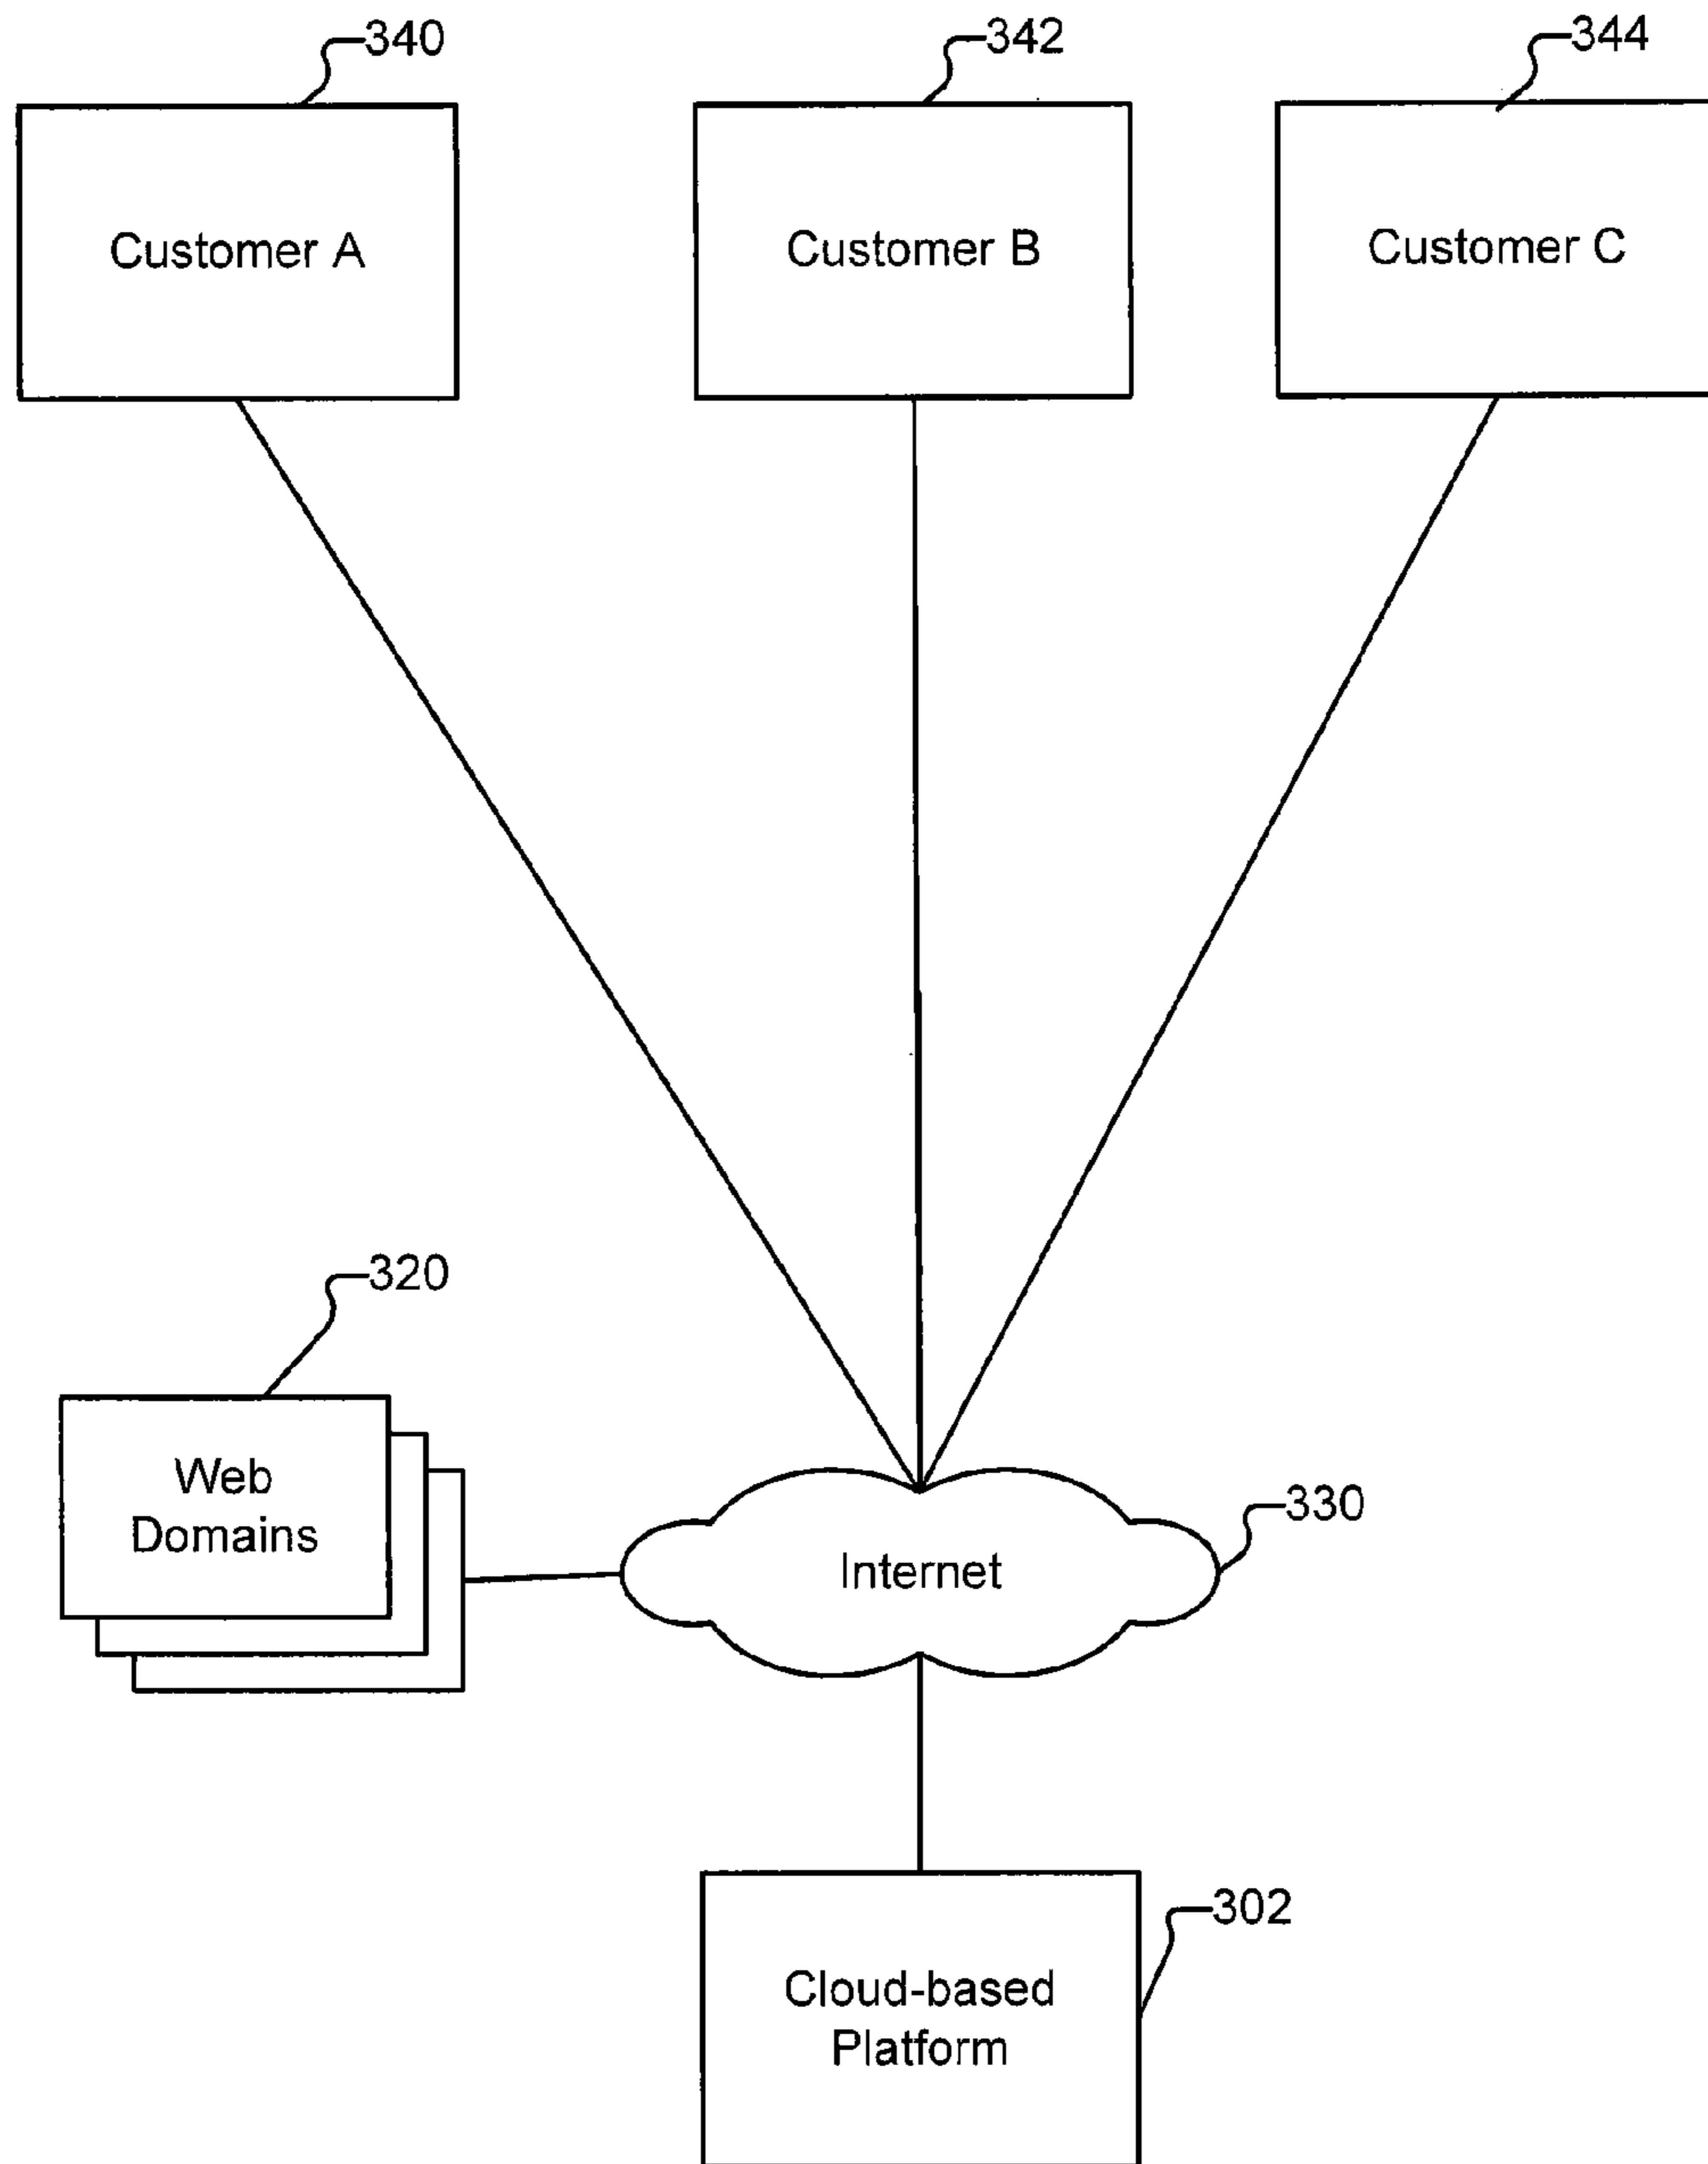 340
342
344
Customer A
Customer B
Customer C
320
Web
Domains
330
Internet
302
Cloud-based
Platform